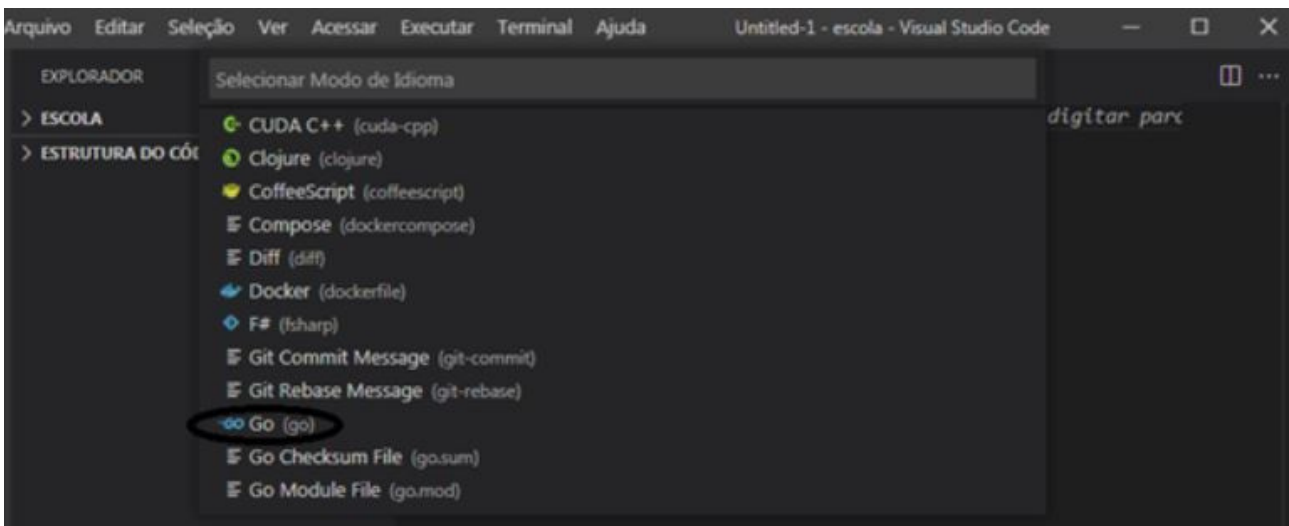 Arquivo Editar Seleção Ver Acessar Executar Terminal Ajuda Untitled-1 - escola - Visual Studio Code
EXPLORADOR
Selecionar Modo de Idioma
ESCOLA
digitar para
ESTRUTURA DO CÓD
CUDA C++ (cuda-cpp)
Clojure (clojure)
CoffeeScript (coffeescript)
Compose (dockercompose)
Diff (diff)
Docker (dockerfile)
F# (fsharp)
Git Commit Message (git-commit)
Git Rebase Message (git-rebase)
Go (go)
Go Checksum File (go.sum)
Go Module File (go.mod)